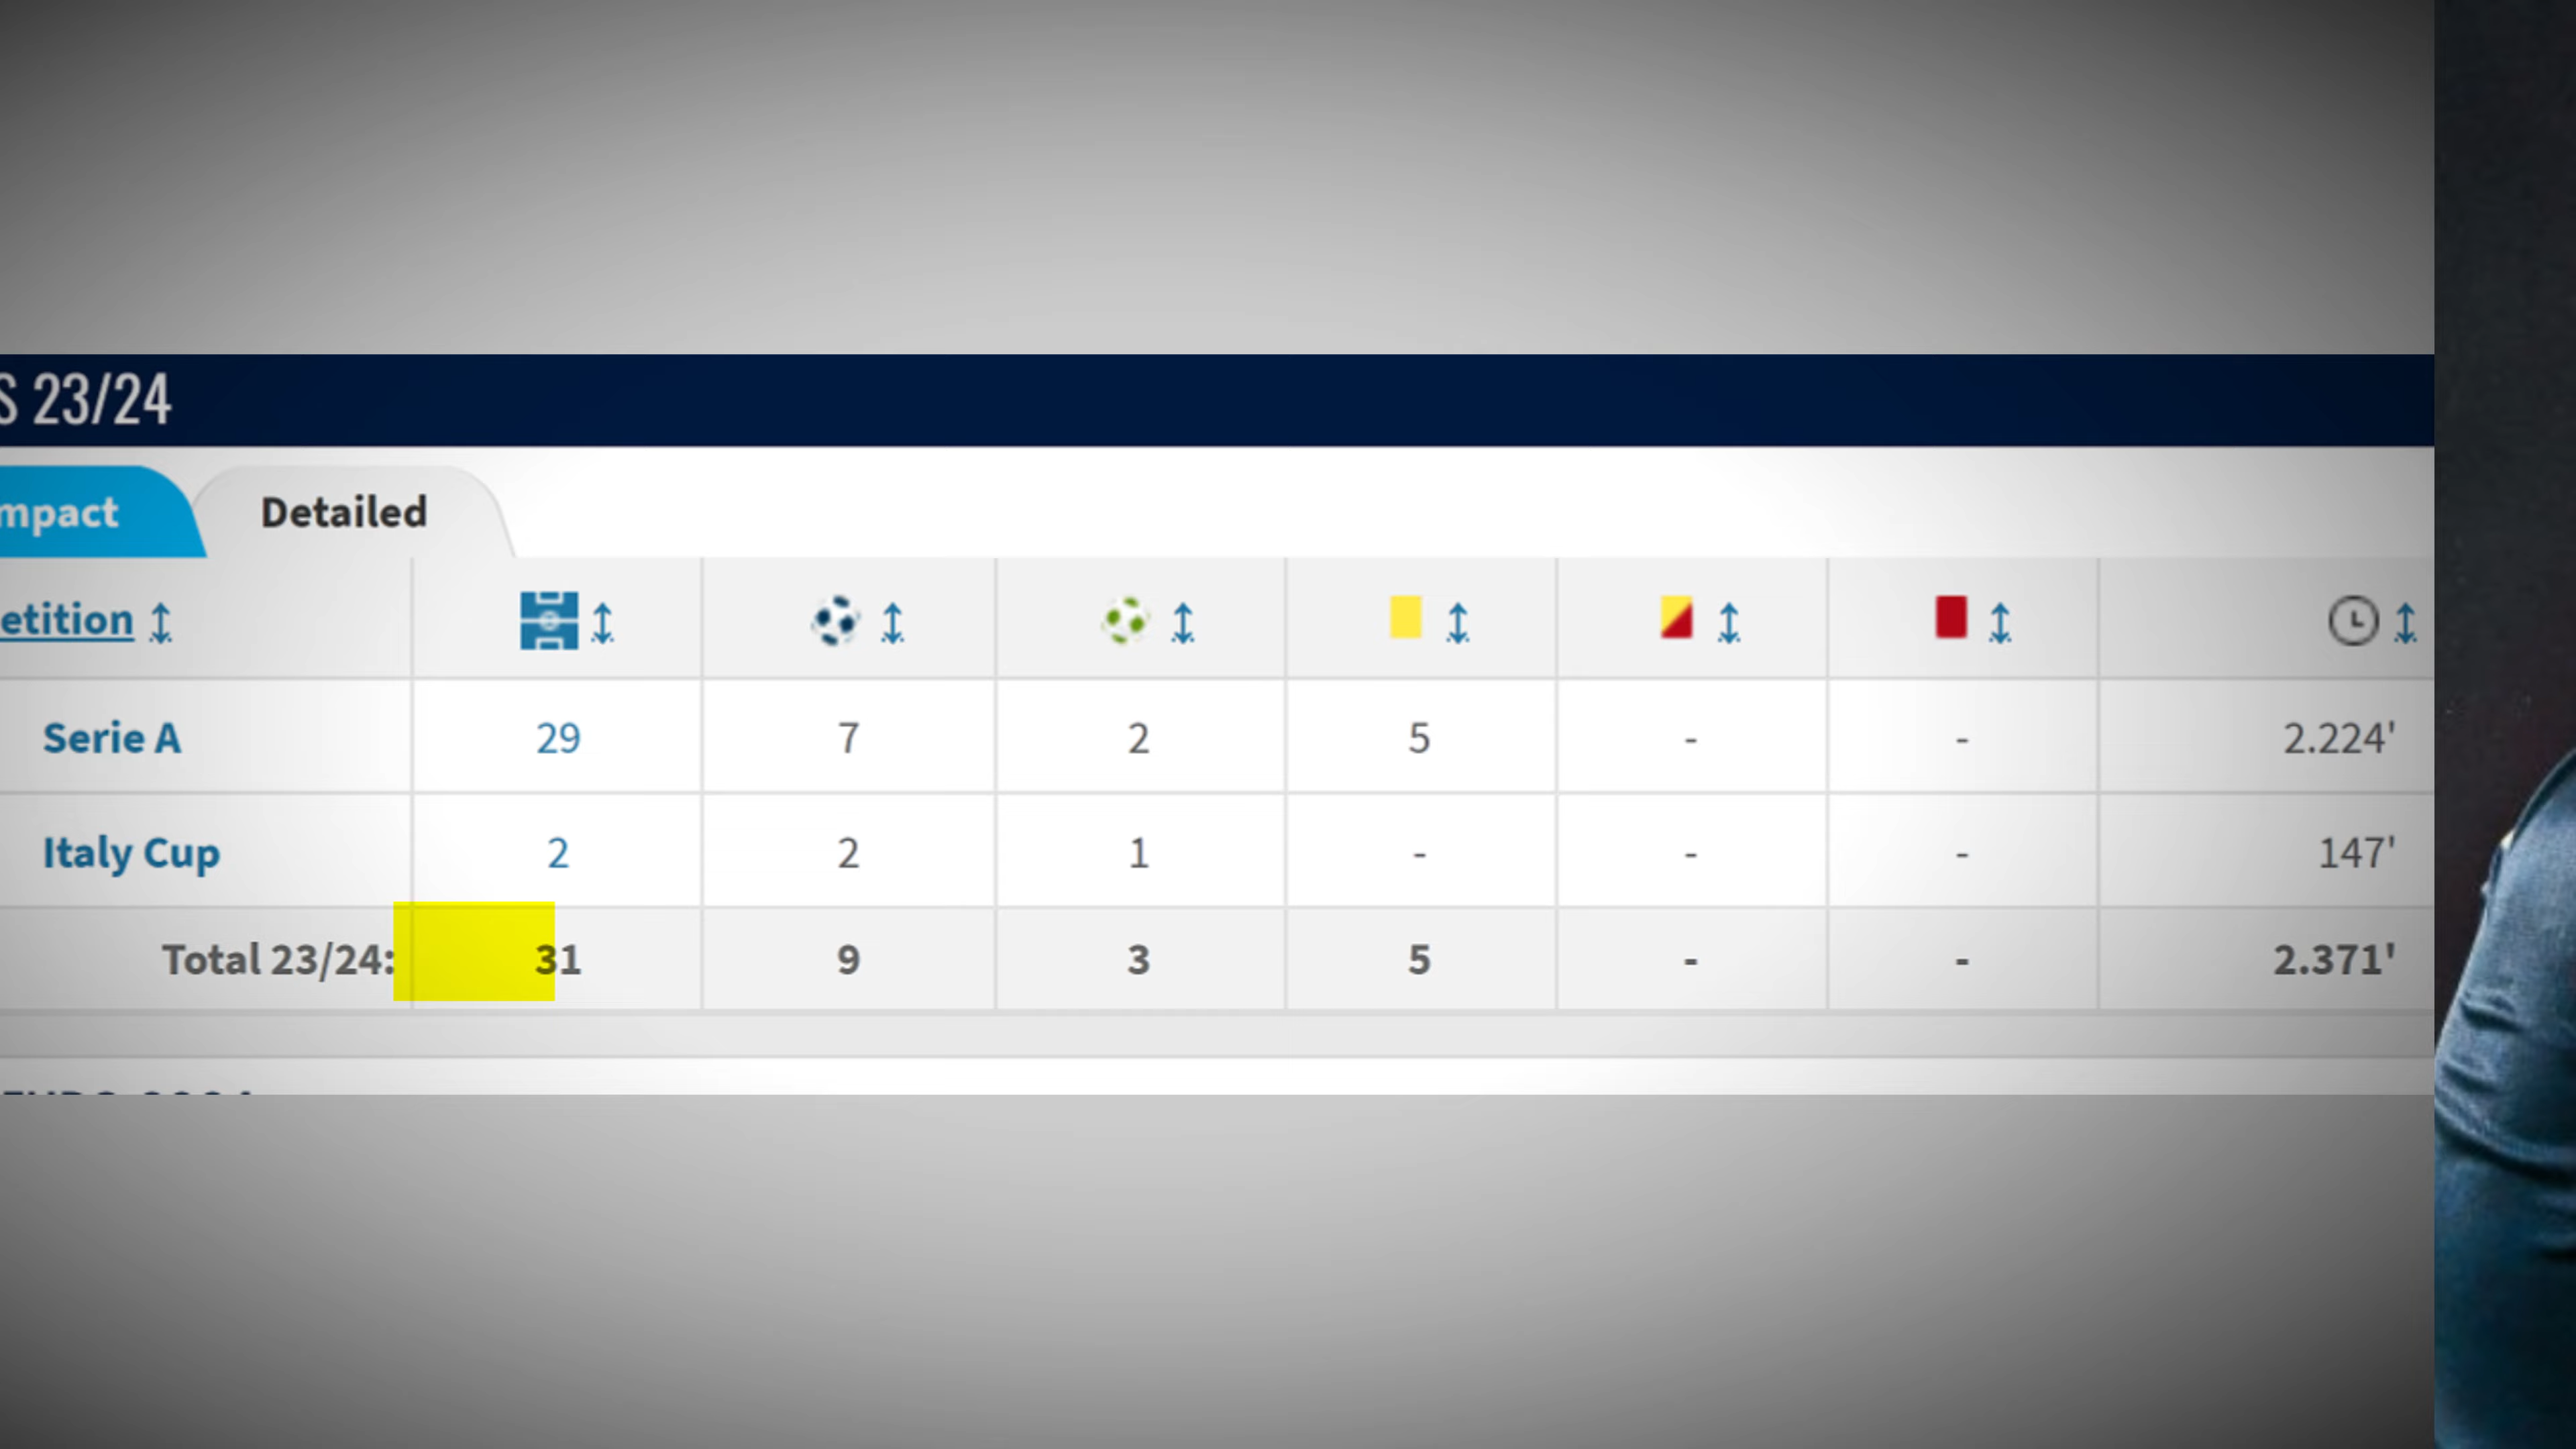 S 23/24
mpact Detailed
etition
Serie A 29 7 2 5 - - 2.224'
Italy Cup 2 2 1 - - - 147'
Total 23/24: 31 9 3 5 - - 2.371'